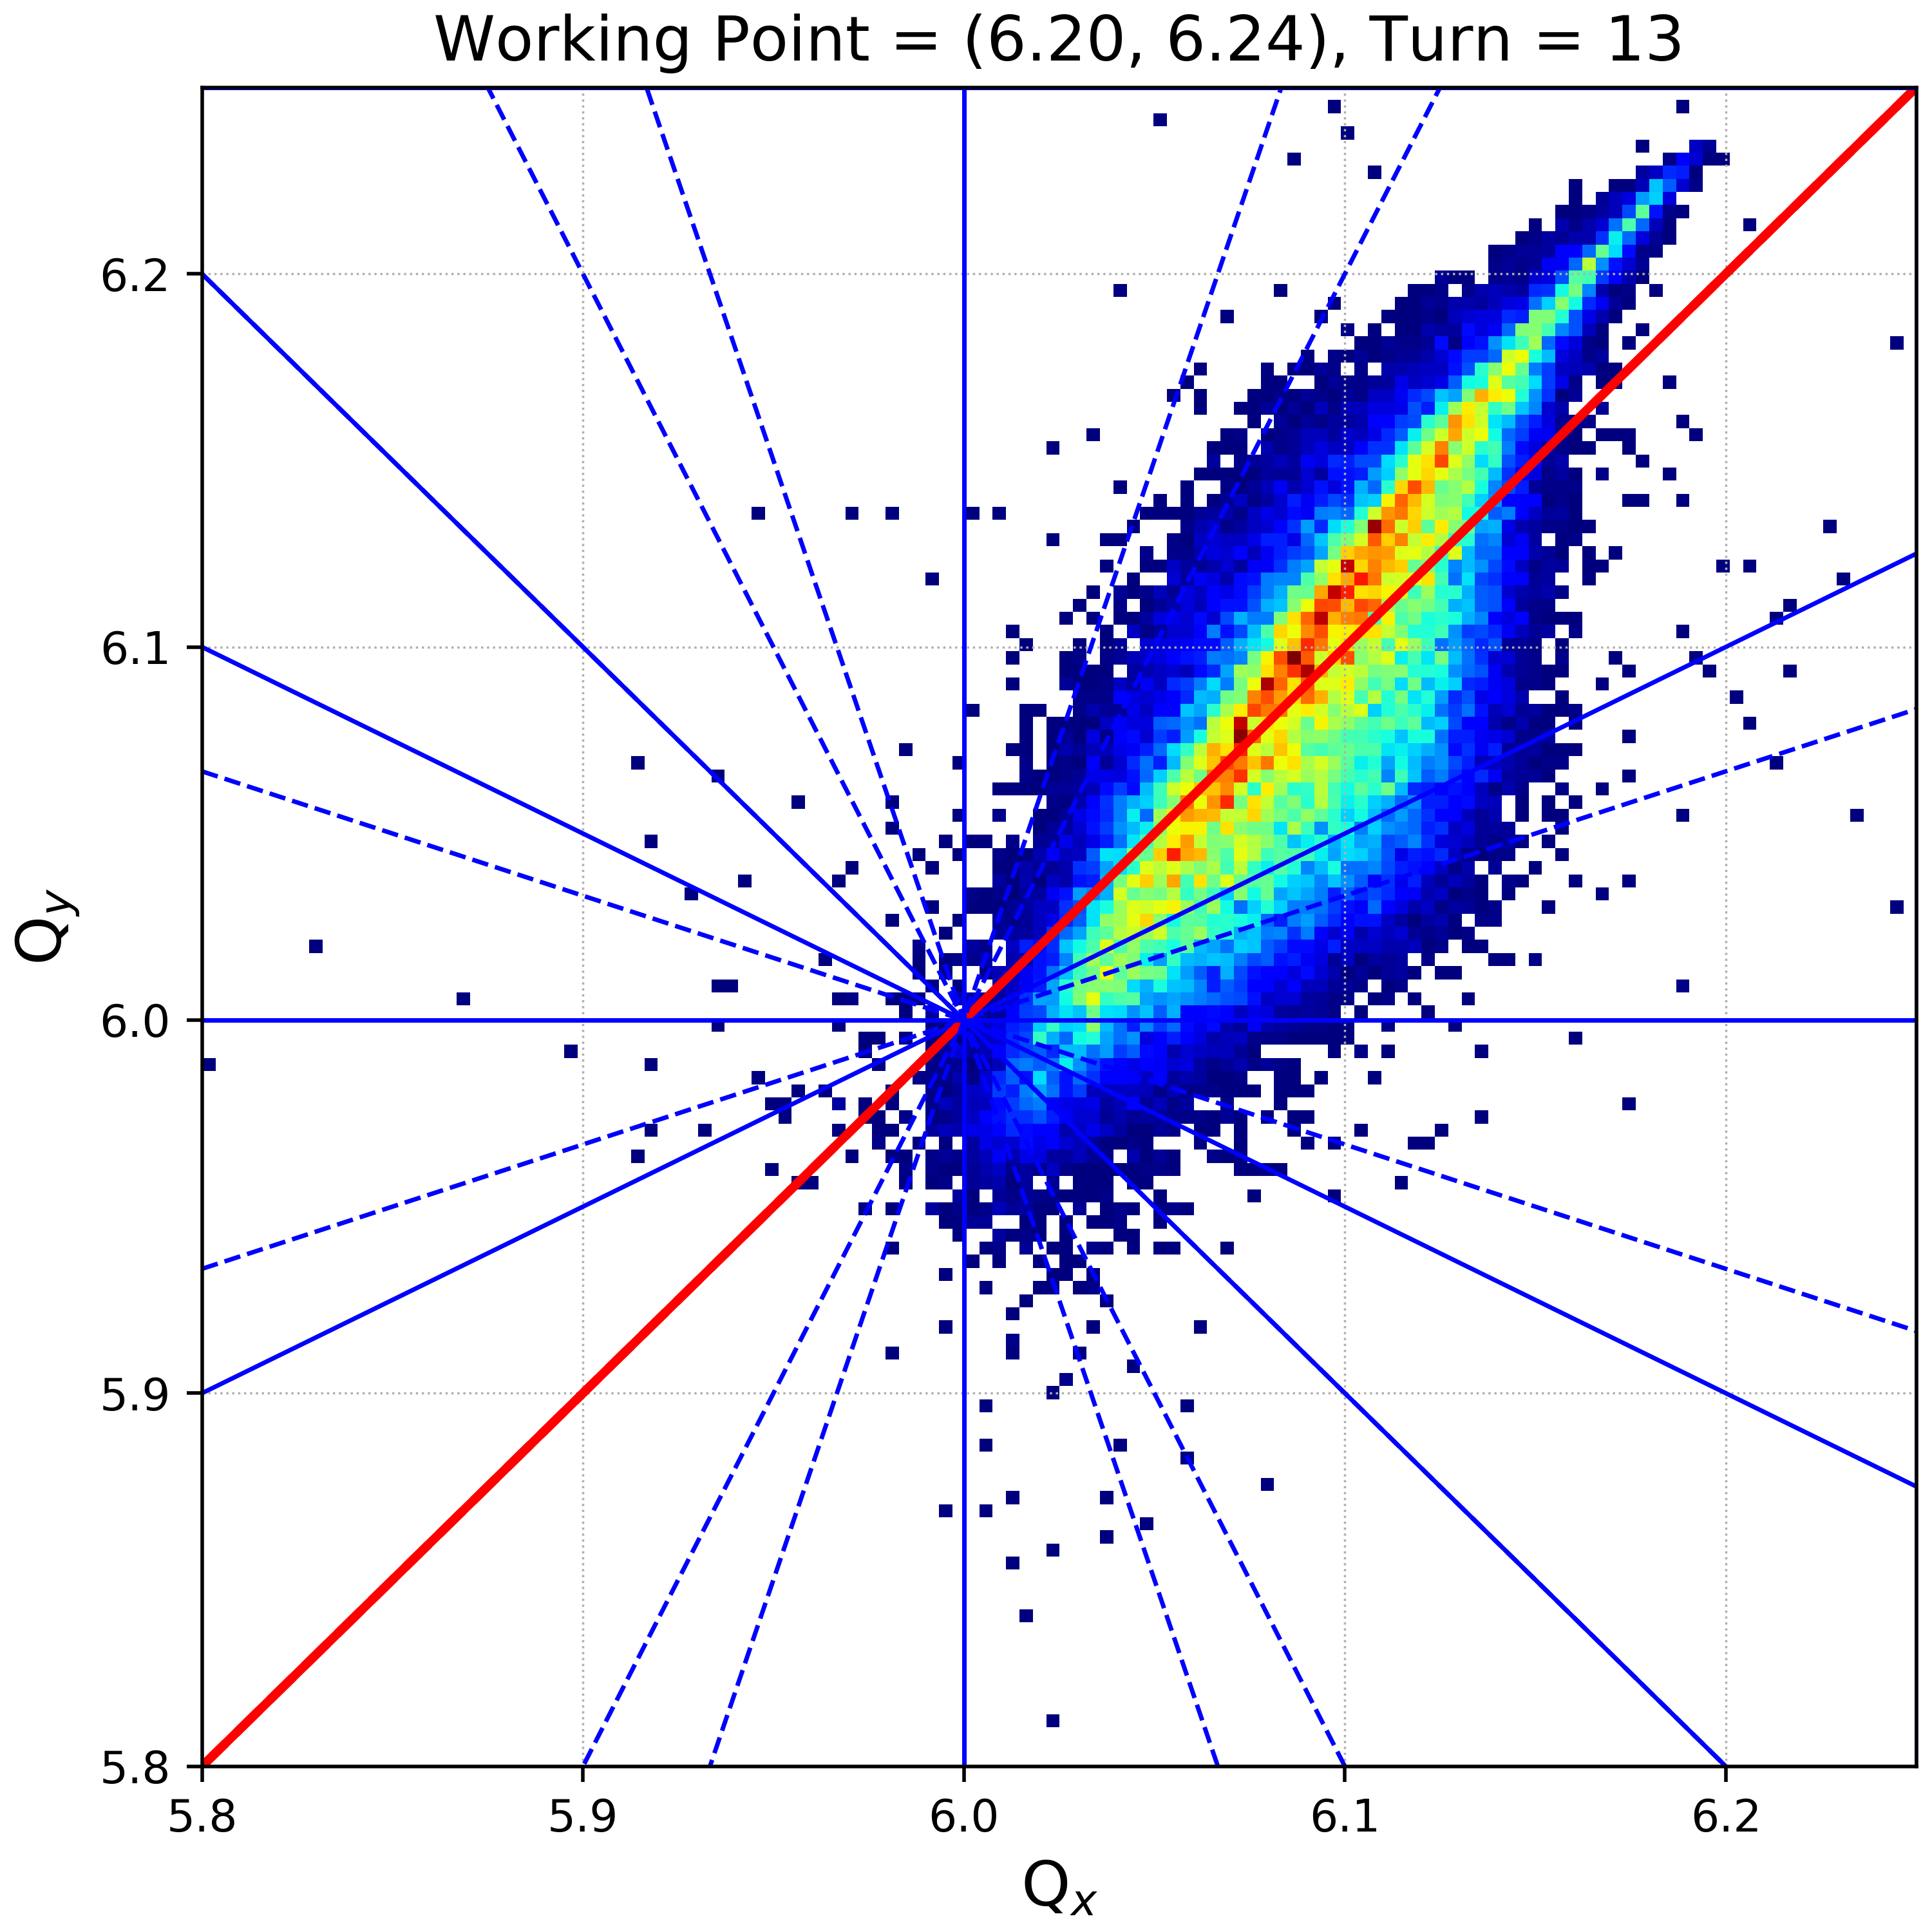 Working Point = (6.20, 6.24), Turn = 13
Qy
6.2
6.1
6.0
5.9
5.8
5.8 5.9 6.0 6.1 6.2
Qx